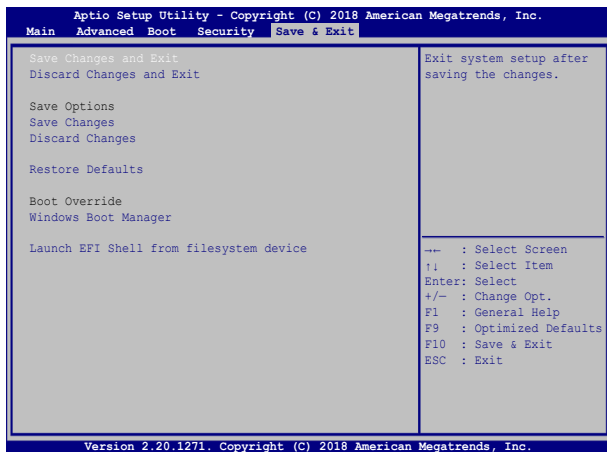 Aptio Setup Utility - Copyright (C) 2018 American Megatrends, Inc.
Main Advanced Boot Security Save & Exit
Save Changes and Exit
Discard Changes and Exit
Save Options
Save Changes
Discard Changes
Restore Defaults
Boot Override
Windows Boot Manager
Launch EFI Shell from filesystem device
Exit system setup after
saving the changes.
→← : Select Screen
↑↓ : Select Item
Enter: Select
+/— : Change Opt.
F1 : General Help
F9 : Optimized Defaults
F10 : Save & Exit
ESC : Exit
Version 2.20.1271. Copyright (C) 2018 American Megatrends, Inc.